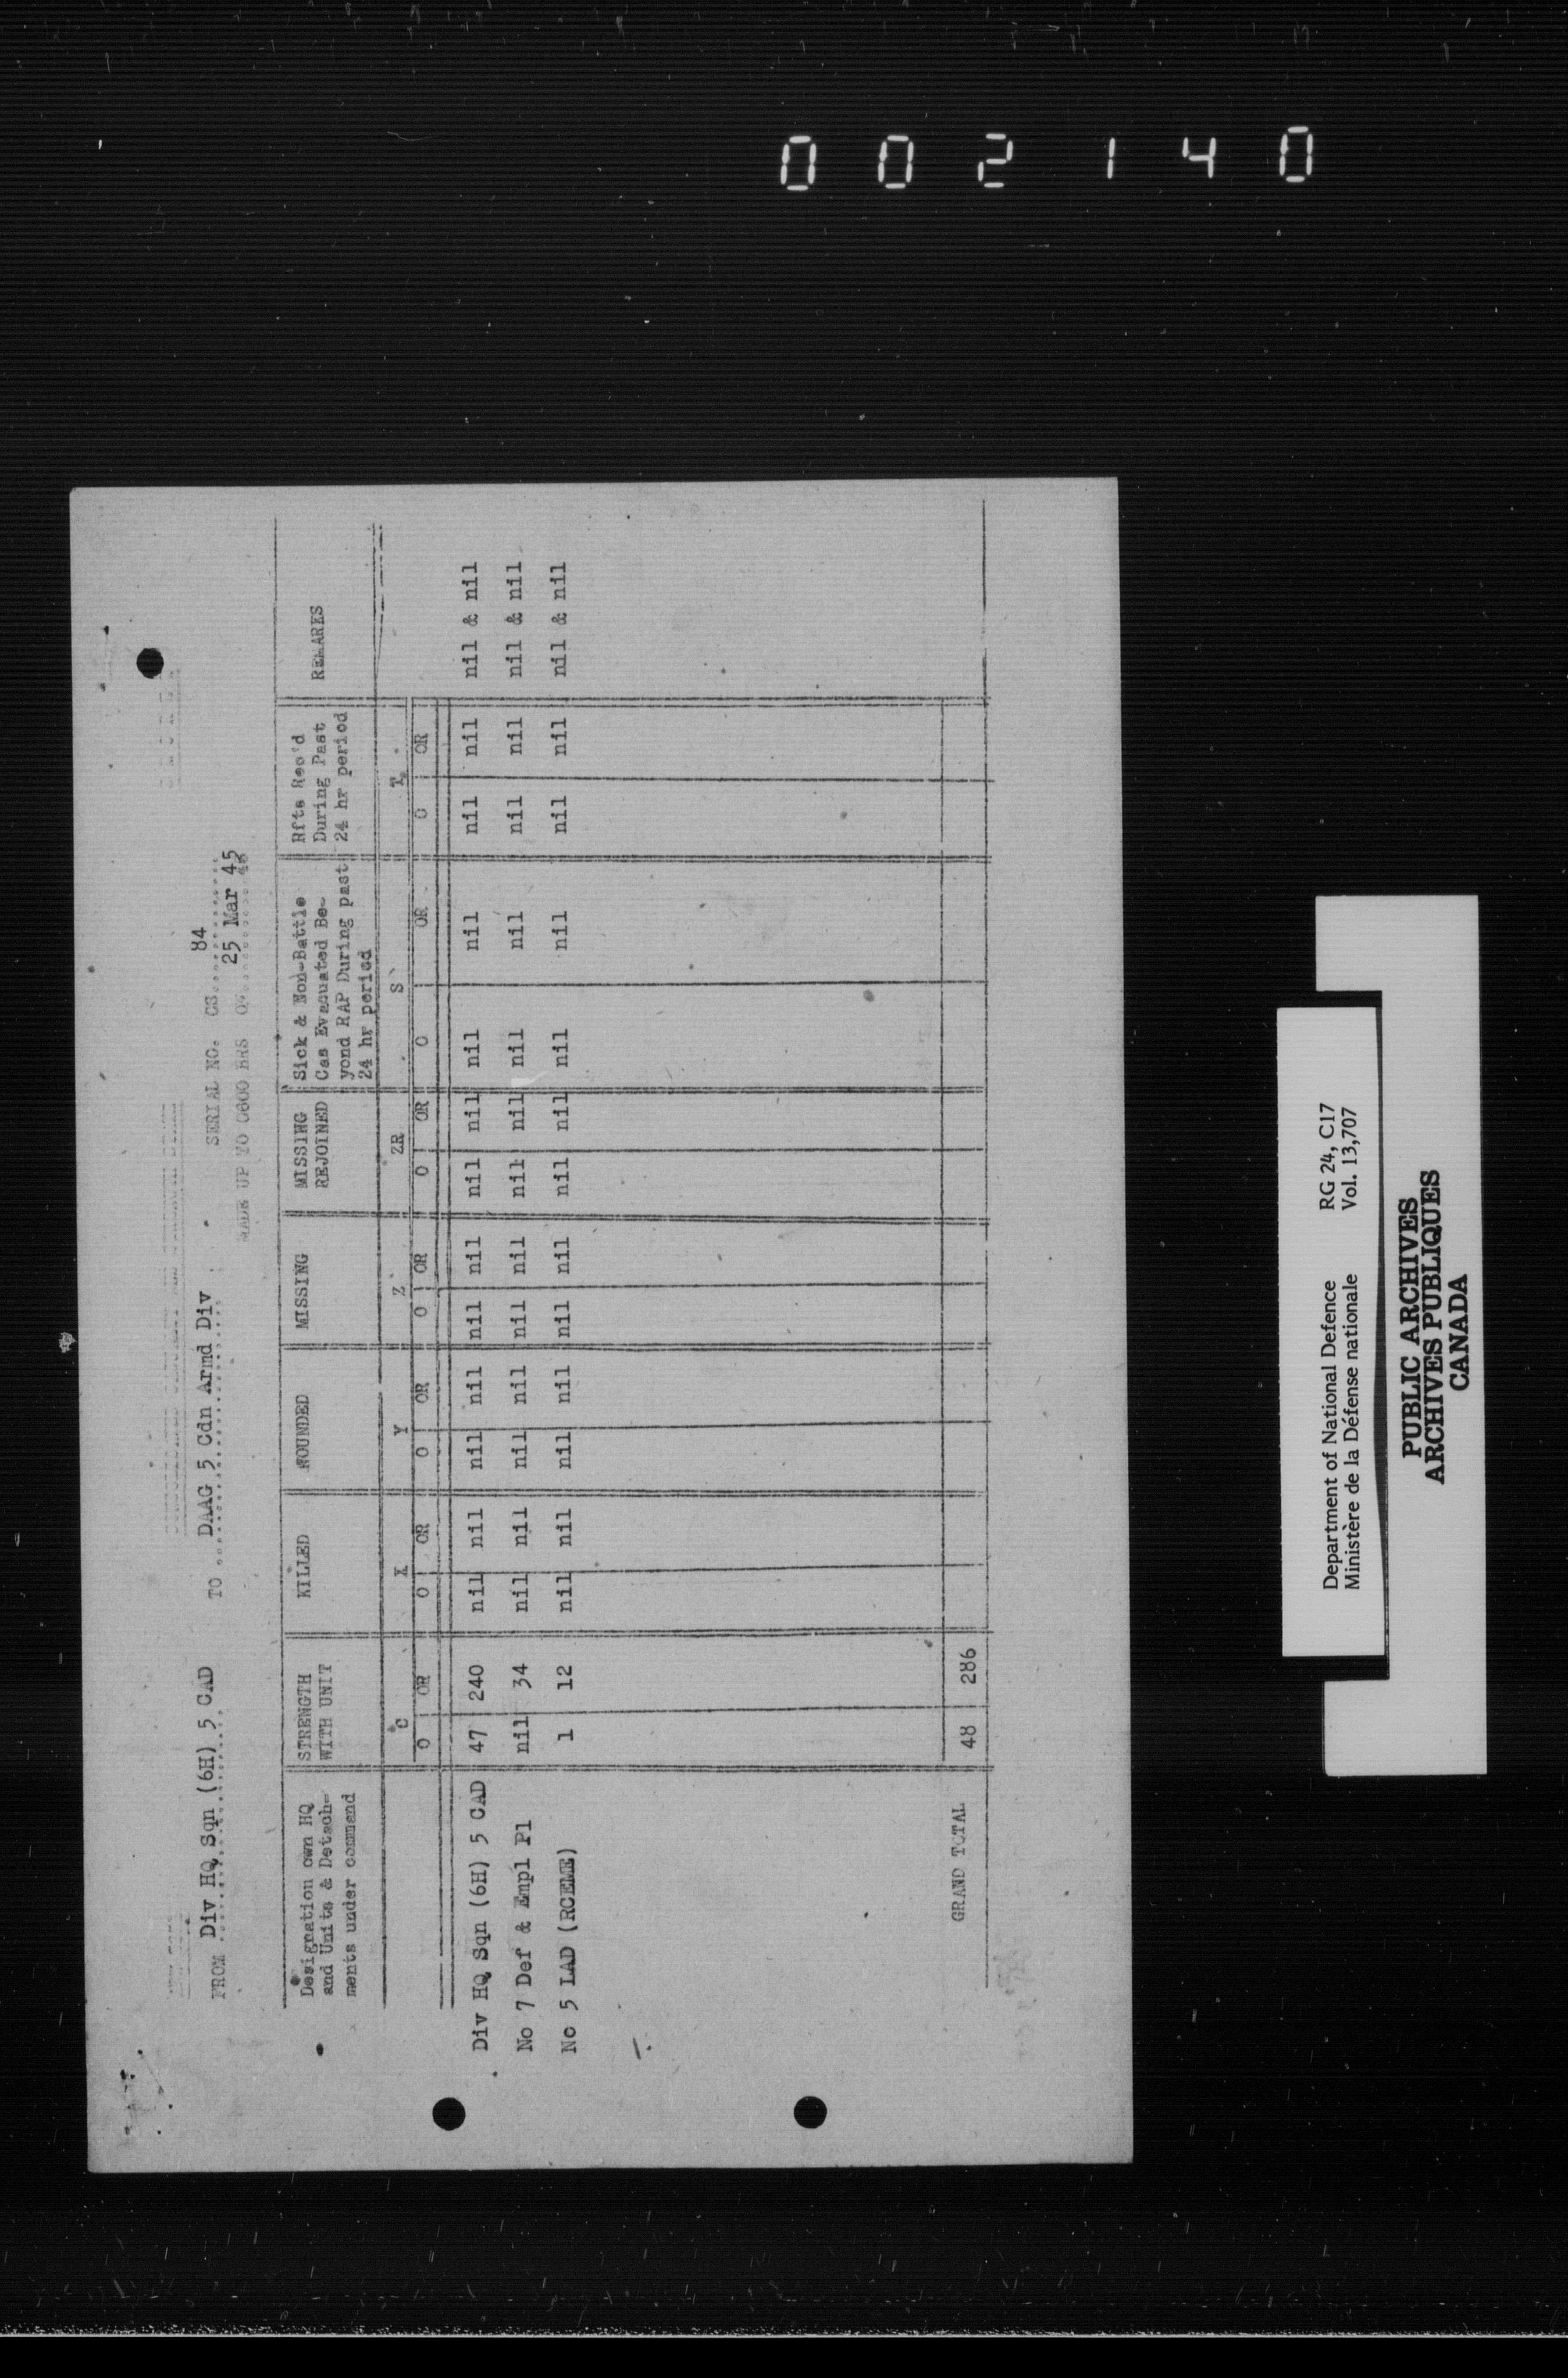 002140
FROM Div HQ Sqn (6H) 5 CAD TO DAAG 5 Cdn Armd Div SERIAL NO. CS 84
MADE UP TO 0600 HRS 25 Mar 45
Designation own HQ
and Units & Detach-
ments under command
STRENGTH
WITH UNIT
KILLED
WOUNDED
MISSING
MISSING
REJOINED
Sick & Non-Battle
Cas Evacuated Be-
yond RAP During past
24 hr period
Rfts Rec'd
During Past
24 hr period
REMARKS
C X Y Z ZR S T
O OR O OR O OR O OR O OR O OR O OR
Div HQ Sqn (6H) 5 CAD 47 240 nil nil nil nil nil nil nil nil nil nil nil nil nil & nil
No 7 Def & Empl Pl nil 34 nil nil nil nil nil nil nil nil nil nil nil nil nil & nil
No 5 LAD (RCEME) 1 12 nil nil nil nil nil nil nil nil nil nil nil nil nil & nil
GRAND TOTAL 48 286
Department of National Defence RG 24, C17
Ministère de la Défense nationale Vol. 13,707
PUBLIC ARCHIVES
ARCHIVES PUBLIQUES
CANADA